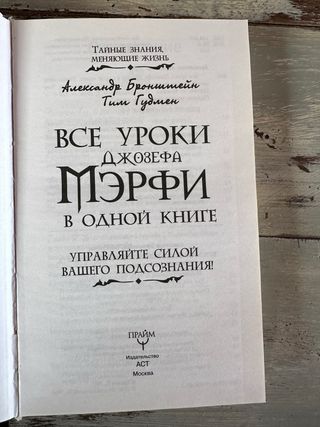 Тайные знания,
меняющие жизнь
Александр Бронштейн
Тим Гудмен
ВСЕ УРОКИ
ДЖОЗЕФА
МЭРФИ
В ОДНОЙ КНИГЕ
УПРАВЛЯЙТЕ СИЛОЙ
ВАШЕГО ПОДСОЗНАНИЯ!
ПРАЙМ
Издательство
АСТ
Москва